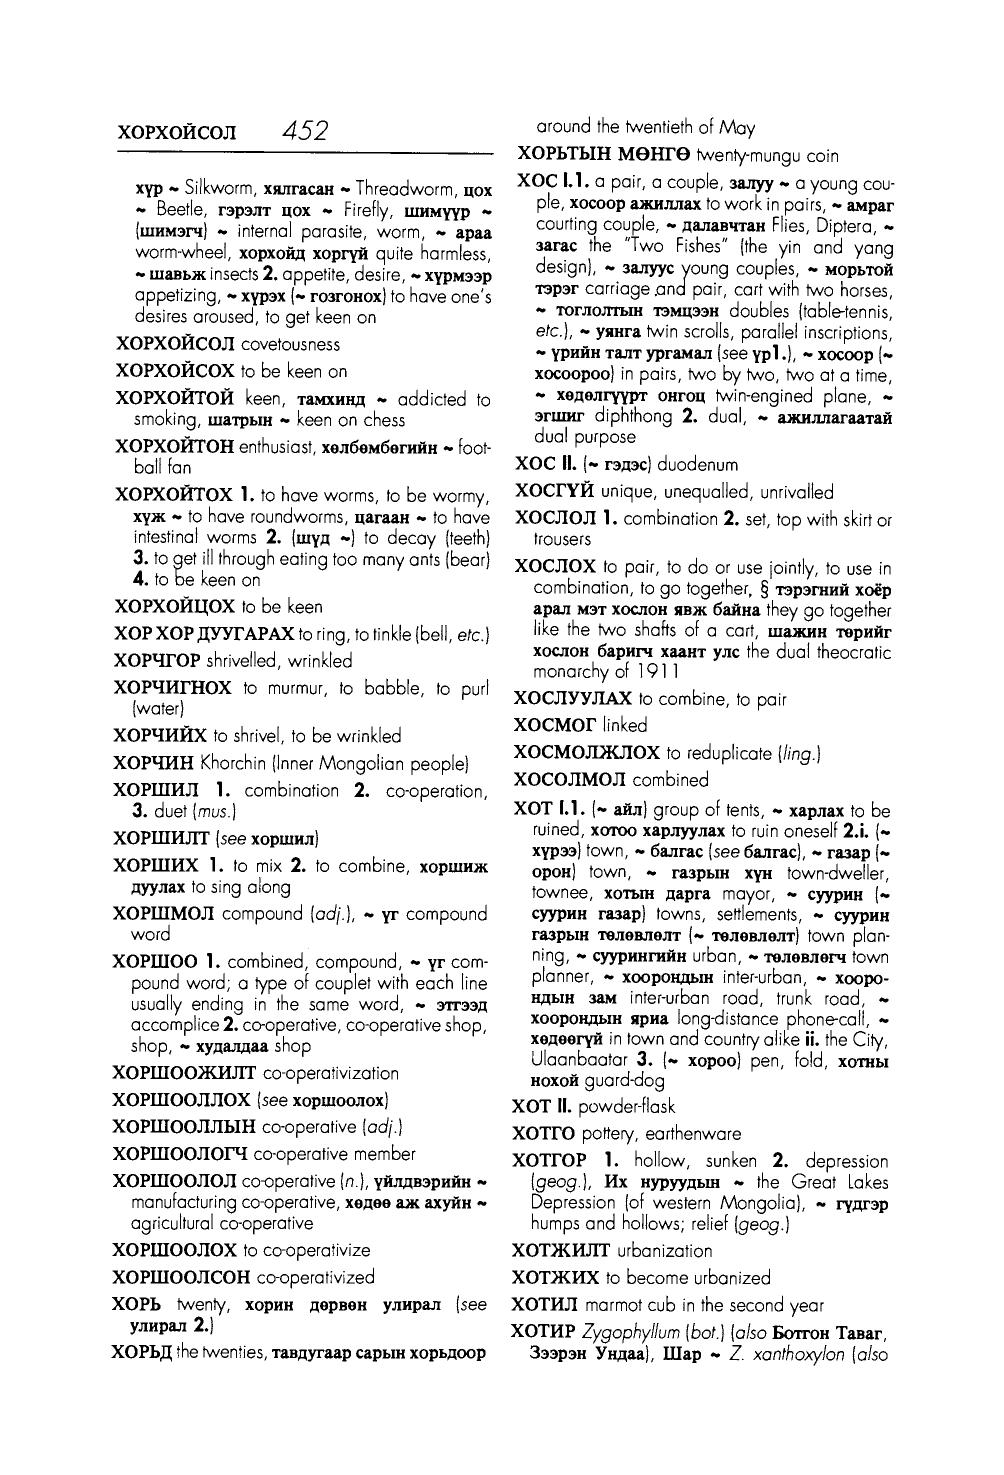 ХОРХОЙСОЛ 452
хүр ~ Silkworm, хялгасан ~ Threadworm, цох
~ Beetle, гэрэлт цох ~ Firefly, шимүүр ~
(шимэгч) ~ internal parasite, worm, ~ араа
worm-wheel, хорхойд хоргүй quite harmless,
~ шавьж insects 2. appetite, desire, ~ хүрмээр
appetizing, ~ хүрэх (~ гозгонох) to have one's
desires aroused, to get keen on
ХОРХОЙСОЛ covetousness
ХОРХОЙСОХ to be keen on
ХОРХОЙТОЙ keen, тамхинд ~ addicted to
smoking, шатрын ~ keen on chess
ХОРХОЙТОН enthusiast, хөлбөмбөгийн ~ foot-
ball fan
ХОРХОЙТОХ 1. to have worms, to be wormy,
хүж ~ to have roundworms, цагаан ~ to have
intestinal worms 2. (шүд ~) to decay (teeth)
3. to get ill through eating too many ants (bear)
4. to be keen on
ХОРХОЙЦОХ to be keen
ХОР ХОР ДУУГАРАХ to ring, to tinkle (bell, etc.)
ХОРЧГОР shrivelled, wrinkled
ХОРЧИГНОХ to murmur, to babble, to purl
(water)
ХОРЧИЙХ to shrivel, to be wrinkled
ХОРЧИН Khorchin (Inner Mongolian people)
ХОРШИЛ 1. combination 2. co-operation,
3. duet (mus.)
ХОРШИЛТ (see хоршил)
ХОРШИХ 1. to mix 2. to combine, хоршиж
дуулах to sing along
ХОРШМОЛ compound (adj.), ~ үг compound
word
ХОРШОО 1. combined, compound, ~ үг com-
pound word; a type of couplet with each line
usually ending in the same word, ~ этгээд
accomplice 2. co-operative, co-operative shop,
shop, ~ худалдаа shop
ХОРШООЖИЛТ co-operativization
ХОРШООЛЛОХ (see хоршоолох)
ХОРШООЛЛЫН co-operative (adj.)
ХОРШООЛОГЧ co-operative member
ХОРШООЛОЛ co-operative (n.), үйлдвэрийн ~
manufacturing co-operative, хөдөө аж ахуйн ~
agricultural co-operative
ХОРШООЛОХ to co-operativize
ХОРШООЛСОН co-operativized
ХОРЬ twenty, хорин дөрвөн улирал (see
улирал 2.)
ХОРЬД the twenties, тавдугаар сарын хорьдоор
around the twentieth of May
ХОРЬТЫН МӨНГӨ twenty-mungu coin
ХОС I.1. a pair, a couple, залуу ~ a young cou-
ple, хосоор ажиллах to work in pairs, ~ амраг
courting couple, ~ далавчтан Flies, Diptera, ~
загас the "Two Fishes" (the yin and yang
design), ~ залуус young couples, ~ морьтой
тэрэг carriage and pair, cart with two horses,
~ тоглолтын тэмцээн doubles (table-tennis,
etc.), ~ уянга twin scrolls, parallel inscriptions,
~ үрийн талт ургамал (see үр1.), ~ хосоор (~
хосоороо) in pairs, two by two, two at a time,
~ хөдөлгүүрт онгоц twin-engined plane, ~
эгшиг diphthong 2. dual, ~ ажиллагаатай
dual purpose
ХОС II. (~ гэдэс) duodenum
ХОСГҮЙ unique, unequalled, unrivalled
ХОСЛОЛ 1. combination 2. set, top with skirt or
trousers
ХОСЛОХ to pair, to do or use jointly, to use in
combination, to go together, § тэрэгний хоёр
арал мэт хослон явж байна they go together
like the two shafts of a cart, шажин төрийг
хослон баригч хаант улс the dual theocratic
monarchy of 1911
ХОСЛУУЛАХ to combine, to pair
ХОСМОГ linked
ХОСМОЛЖЛОХ to reduplicate (ling.)
ХОСОЛМОЛ combined
ХОТ I.1. (~ айл) group of tents, ~ харлах to be
ruined, хотоо харлуулах to ruin oneself 2.i. (~
хүрээ) town, ~ балгас (see балгас), ~ газар (~
орон) town, ~ газрын хүн town-dweller,
townee, хотын дарга mayor, ~ суурин (~
суурин газар) towns, settlements, ~ суурин
газрын төлөвлөлт (~ төлөвлөлт) town plan-
ning, ~ суурингийн urban, ~ төлөвлөгч town
planner, ~ хоорондын inter-urban, ~ хооро-
ндын зам inter-urban road, trunk road, ~
хоорондын яриа long-distance phone-call, ~
хөдөөгүй in town and country alike ii. the City,
Ulaanbaatar 3. (~ хороо) pen, fold, хотны
нохой guard-dog
ХОТ II. powder-flask
ХОТГО pottery, earthenware
ХОТГОР 1. hollow, sunken 2. depression
(geog.), Их нуруудын ~ the Great Lakes
Depression (of western Mongolia), ~ гүдгэр
humps and hollows; relief (geog.)
ХОТЖИЛТ urbanization
ХОТЖИХ to become urbanized
ХОТИЛ marmot cub in the second year
ХОТИР Zygophyllum (bot.) (also Ботгон Таваг,
Зээрэн Ундаа), Шар ~ Z. xanthoxylon (also